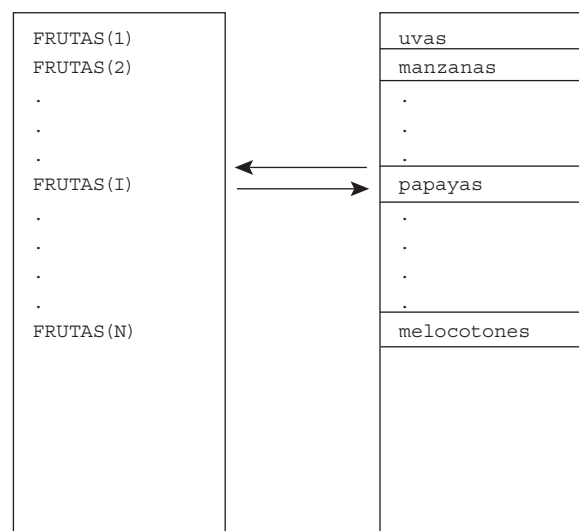 FRUTAS(1)
FRUTAS(2)
.
.
.
FRUTAS(I)
.
.
.
.
FRUTAS(N)
uvas
manzanas
.
.
.
papayas
.
.
.
.
melocotones